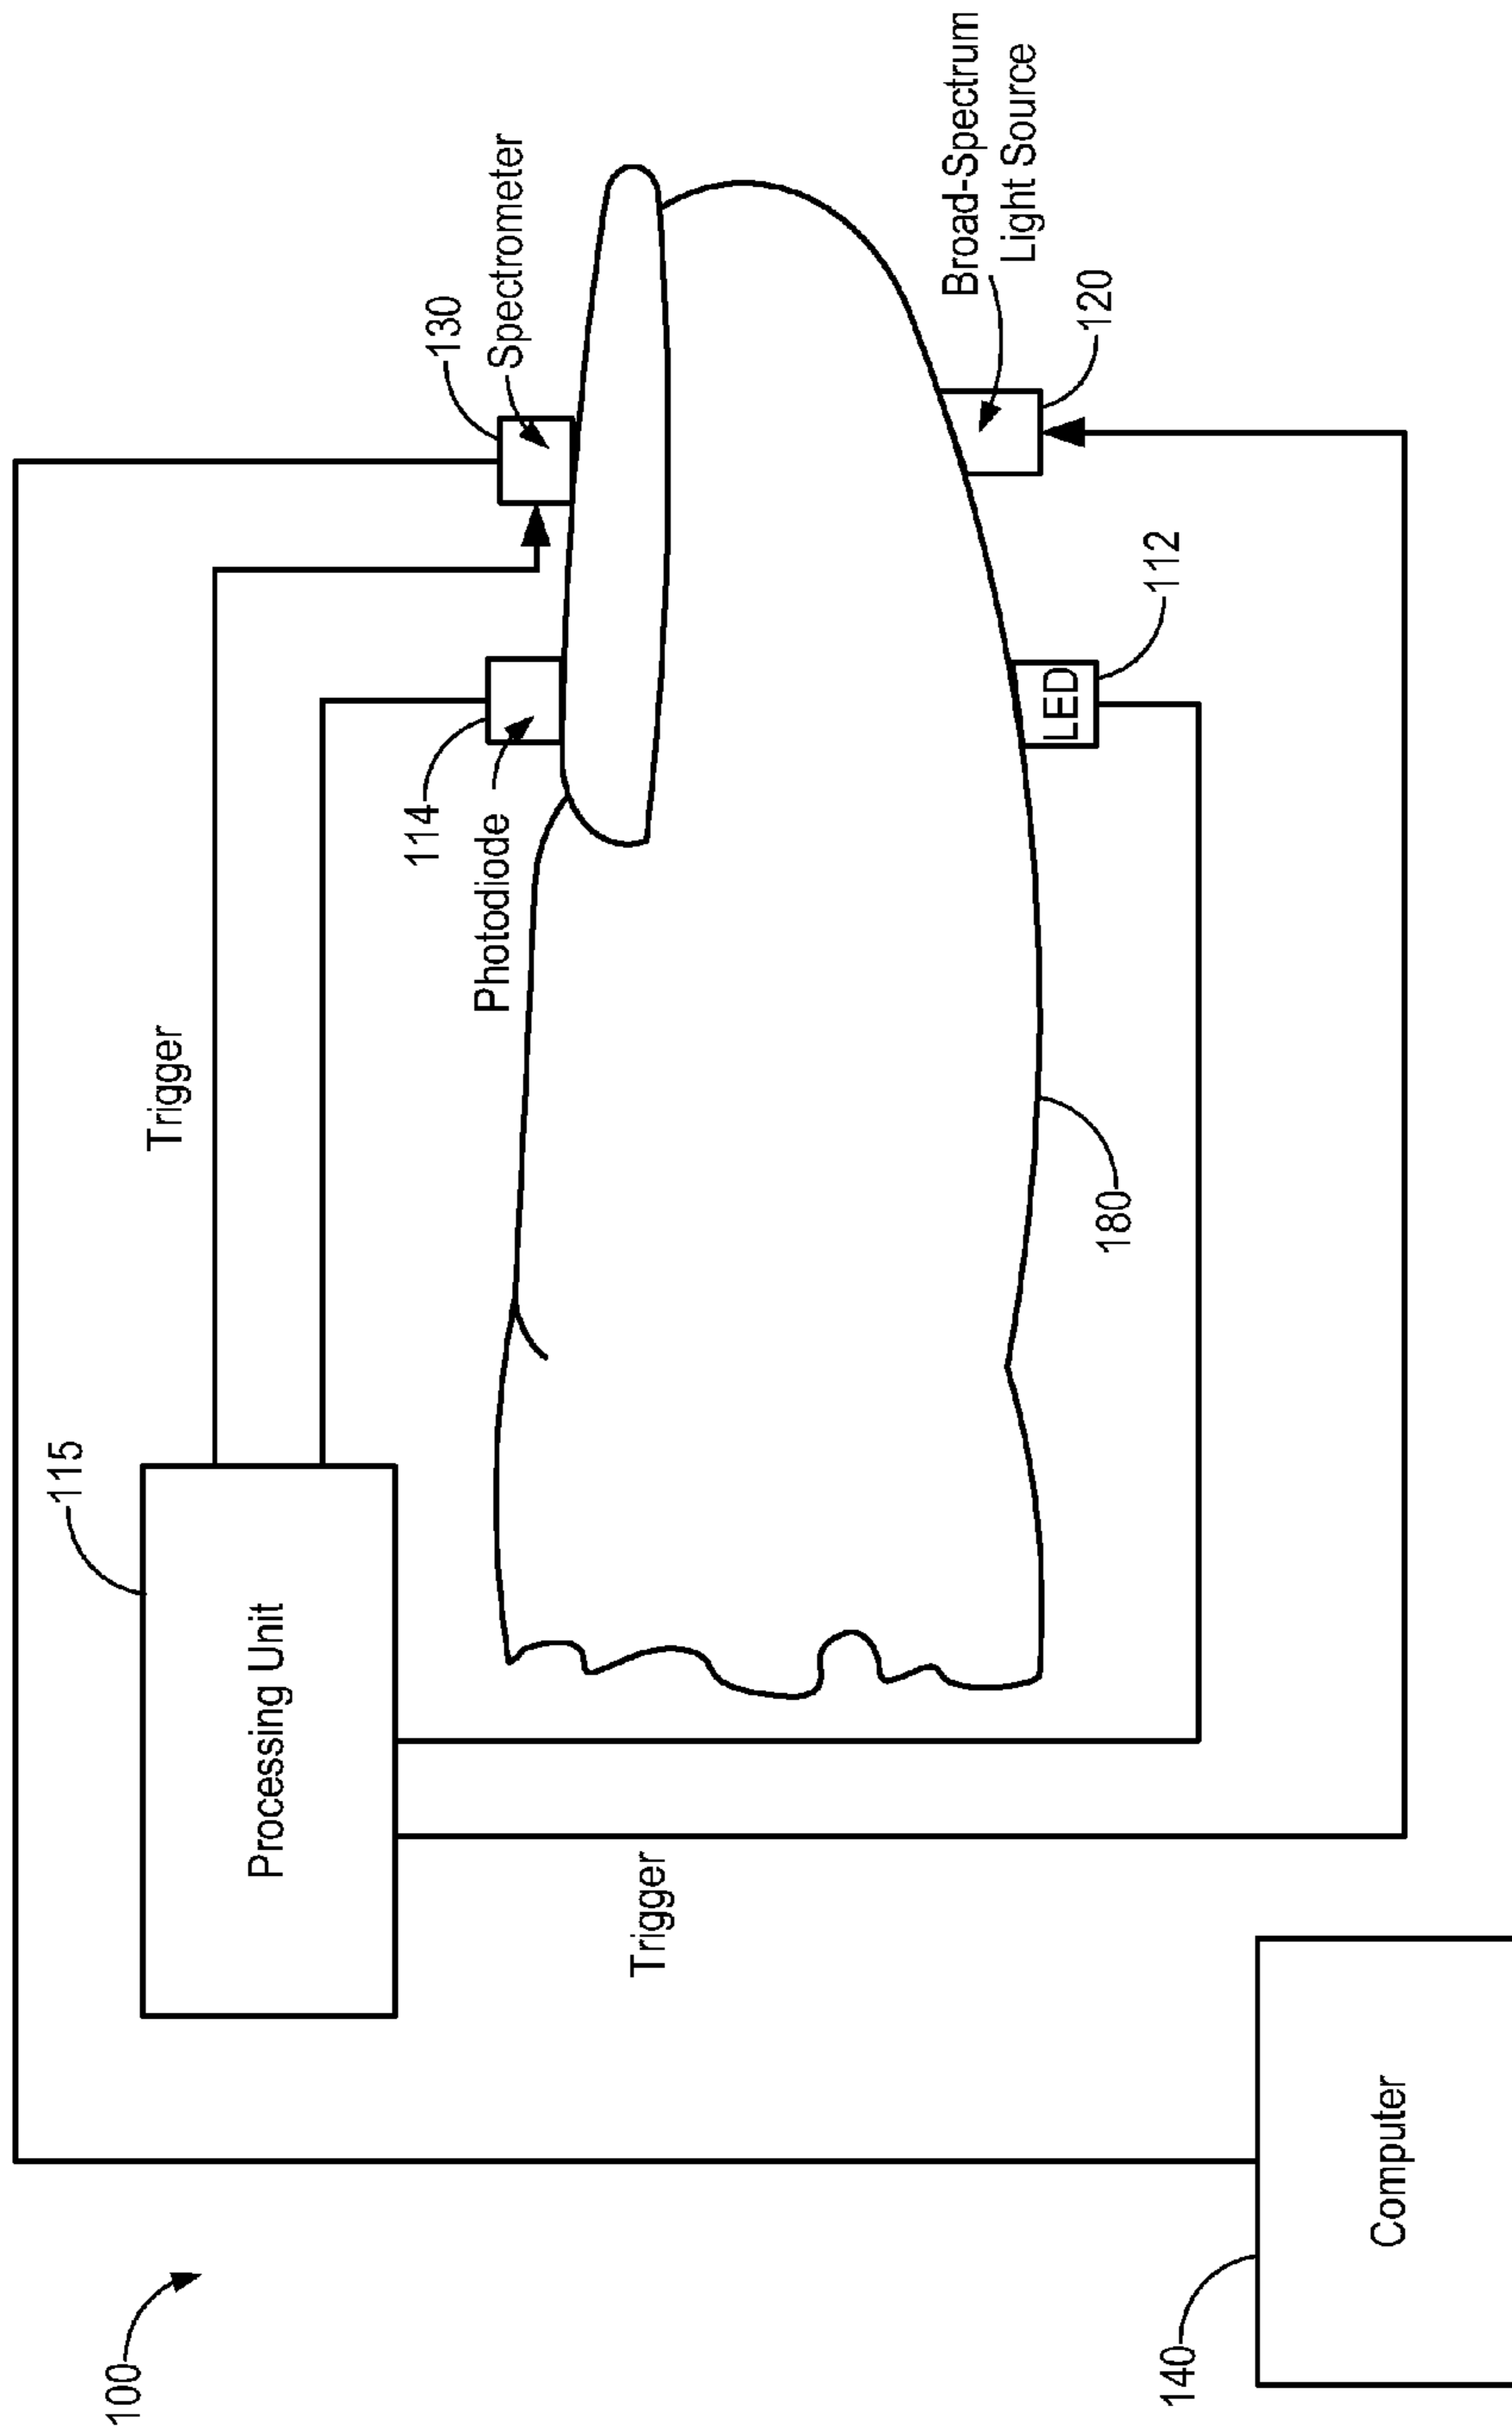 100
115
Processing Unit
Trigger
Trigger
130
Spectrometer
114
Photodiode
LED
112
Broad-Spectrum
Light Source
120
180
140
Computer